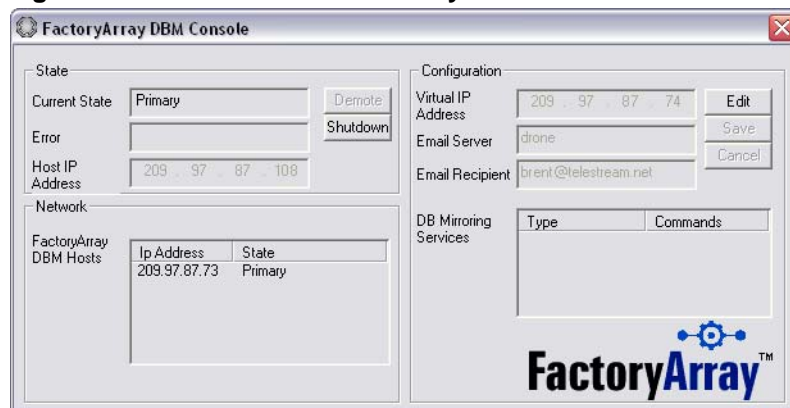 FactoryArray DBM Console
State
Current State Primary Demote
Error Shutdown
Host IP Address 209 . 97 . 87 . 108
Network
FactoryArray DBM Hosts
Ip Address State
209.97.87.73 Primary
Configuration
Virtual IP Address 209 . 97 . 87 . 74 Edit
Email Server drone Save
Cancel
Email Recipient brent@telestream.net
DB Mirroring Services
Type Commands
FactoryArray™